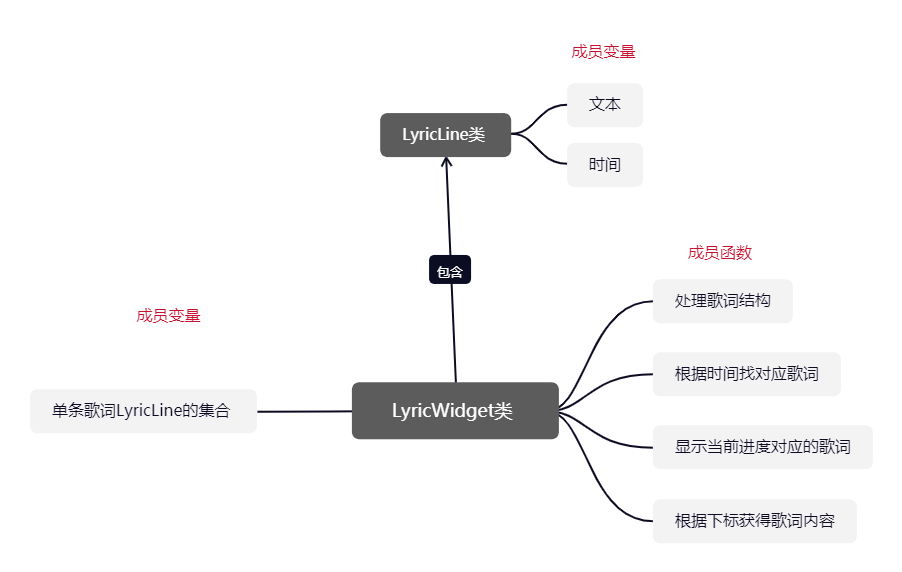 成员变量
文本
LyricLine类
时间
包含
成员函数
处理歌词结构
成员变量
根据时间找对应歌词
单条歌词LyricLine的集合
LyricWidget类
显示当前进度对应的歌词
根据下标获得歌词内容